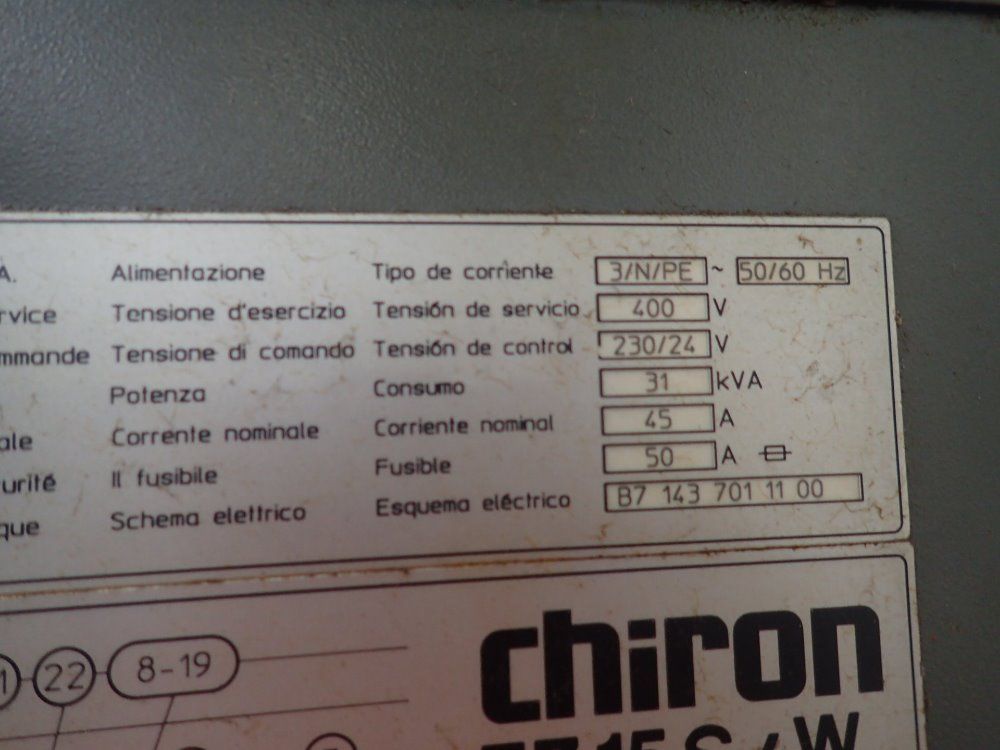 A. Alimentazione Tipo de corriente 3/N/PE ~ 50/60 Hz
rvice Tensione d'esercizio Tensión de servicio 400 V
mmande Tensione di comando Tensión de control 230/24 V
Potenza Consumo 31 kVA
ale Corrente nominale Corriente nominal 45 A
urité Il fusibile Fusible 50 A
que Schema elettrico Esquema eléctrico B7 143 701 11 00
chiron
1 22 8-19
15 S / W